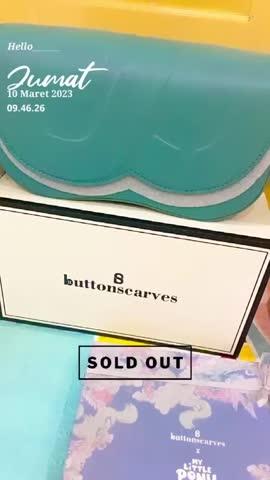 Hello
Jumat
10 Maret 2023
09.46.26
buttonscarves
SOLD OUT
buttonscarves
x
MY
LITTLE PONY